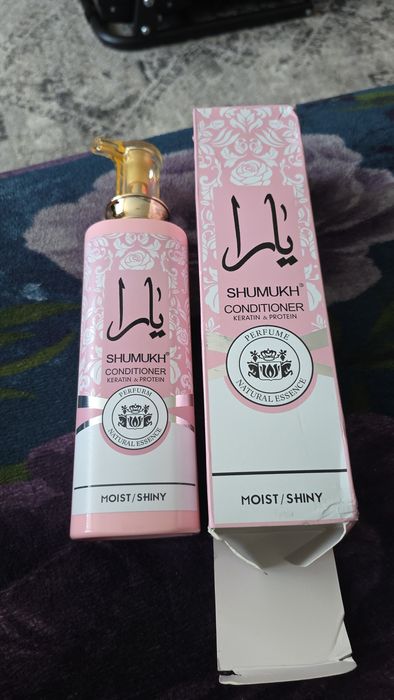 يارا
SHUMUKH®
CONDITIONER
KERATIN & PROTEIN
PERFURM
NATURAL ESSENCE
MOIST/SHINY
يارا
SHUMUKH®
CONDITIONER
KERATIN & PROTEIN
PERFUME
NATURAL ESSENCE
MOIST/SHINY